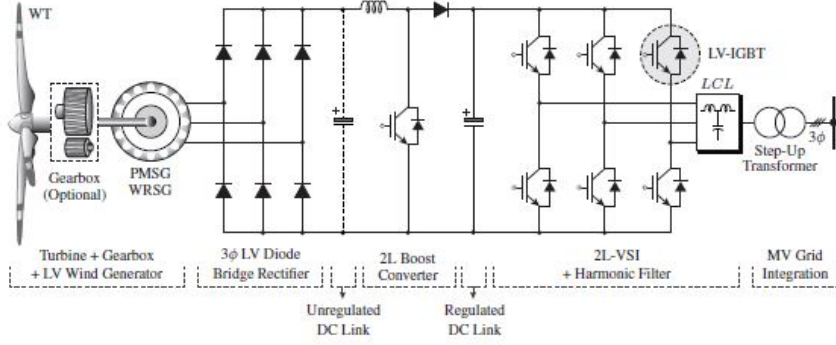 WT
Gearbox
(Optional)
PMSG
WRSG
+
+
LV-IGBT
LCL
3ϕ
Step-Up
Transformer
Turbine + Gearbox
+ LV Wind Generator
3ϕ LV Diode
Bridge Rectifier
2L Boost
Converter
2L-VSI
+ Harmonic Filter
MV Grid
Integration
Unregulated
DC Link
Regulated
DC Link